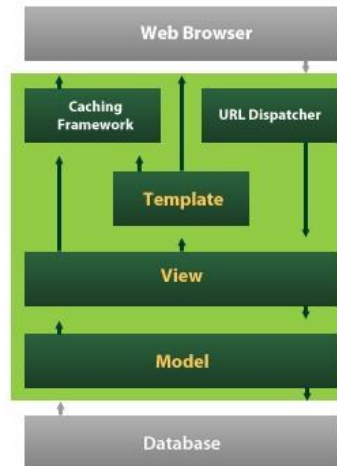 Web Browser
Caching
Framework
URL Dispatcher
Template
View
Model
Database